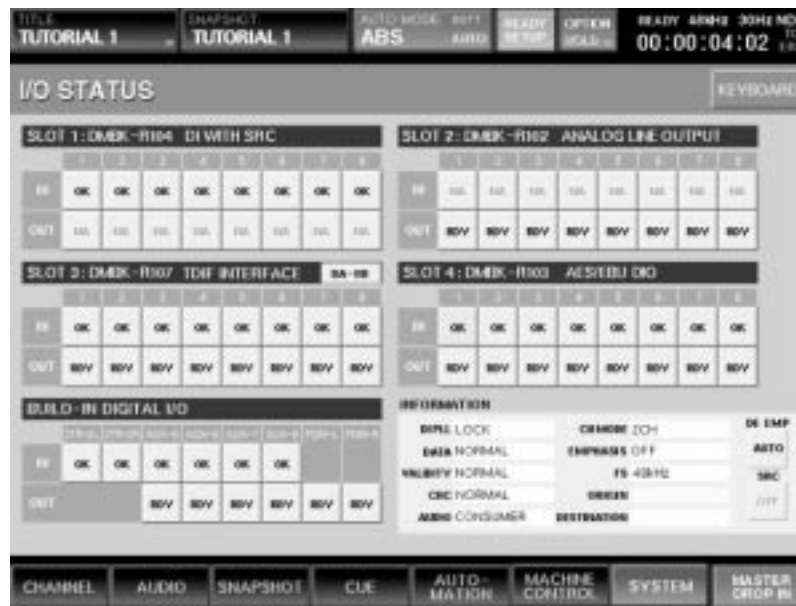 TITLE SNAPSHOT AUTO MODE
TUTORIAL 1 TUTORIAL 1 ABS AUTO READY OPTION 00:00:04:02
I/O STATUS KEYBOARD
SLOT 1:DMBK-R104 DI WITH SRC
1 2 3 4 5 6 7 8
IN OK OK OK OK OK OK OK OK
OUT NA NA NA NA NA NA NA NA
SLOT 2:DMBK-R102 ANALOG LINE OUTPUT
1 2 3 4 5 6 7 8
IN NA NA NA NA NA NA NA NA
OUT RDY RDY RDY RDY RDY RDY RDY RDY
SLOT 3:DMBK-R107 TDIF INTERFACE
1 2 3 4 5 6 7 8
IN OK OK OK OK OK OK OK OK
OUT RDY RDY RDY RDY RDY RDY RDY RDY
SLOT 4:DMBK-R103 AES/EBU DIO
1 2 3 4 5 6 7 8
IN OK OK OK OK OK OK OK OK
OUT RDY RDY RDY RDY RDY RDY RDY RDY
BUILD-IN DIGITAL I/O
IN OK OK OK OK OK OK
OUT RDY RDY RDY RDY RDY RDY
INFORMATION
DIPLL LOCK CH MODE 2CH DE EMP
DATA NORMAL EMPHASIS OFF AUTO
VALIDITY NORMAL FS 48kHz SRC
CRC NORMAL ORIGIN OFF
AUDIO CONSUMER DESTINATION
CHANNEL AUDIO SNAPSHOT CUE AUTO-MATION MACHINE CONTROL SYSTEM MASTER DROP IN